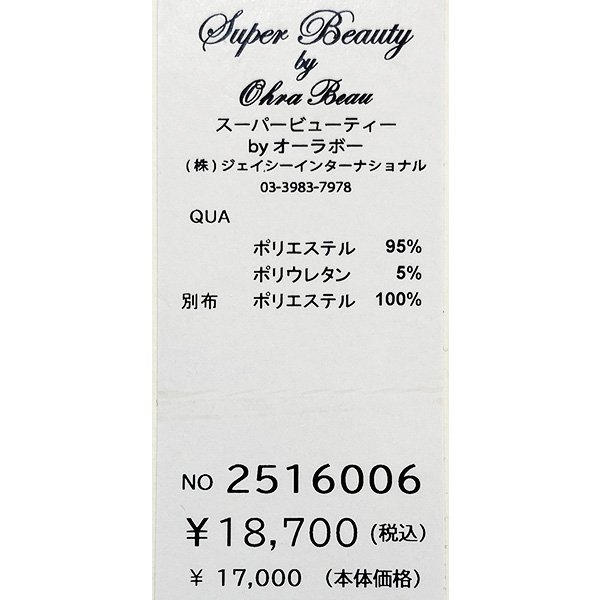 Super Beauty
by
Ohra Beau
スーパービューティー
by オーラボー
(株)ジェイシーインターナショナル
03-3983-7978
QUA
ポリエステル 95%
ポリウレタン 5%
別布 ポリエステル 100%
NO 2516006
¥18,700(税込)
¥ 17,000 (本体価格)